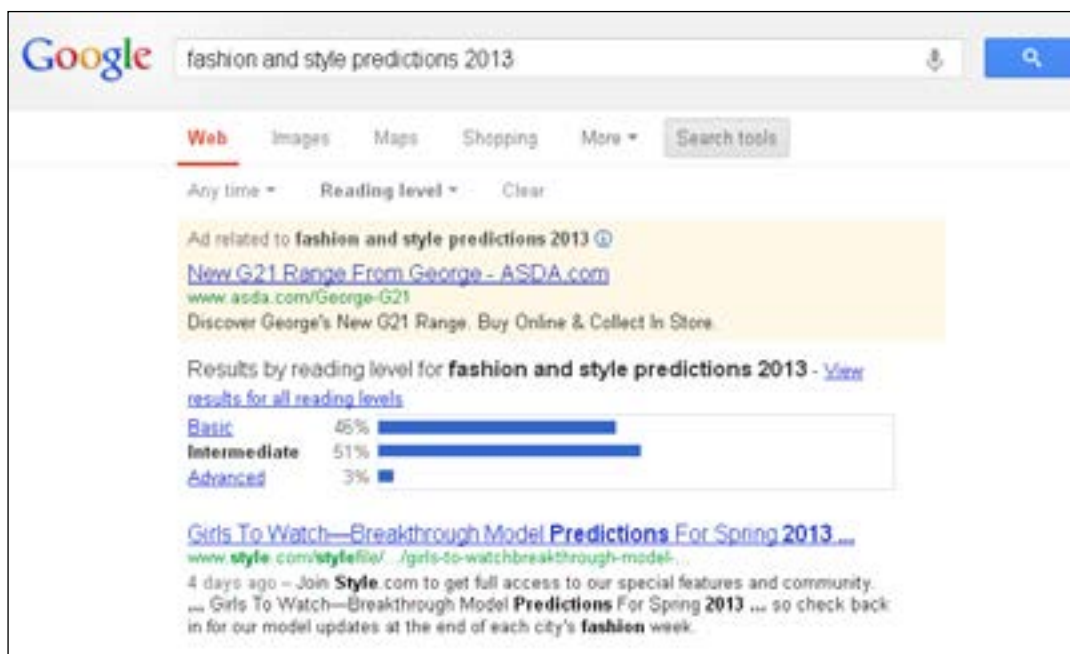 Google fashion and style predictions 2013
Web Images Maps Shopping More Search tools
Any time Reading level Clear
Ad related to fashion and style predictions 2013
New G21 Range From George - ASDA.com
www.asda.com/George-G21
Discover George's New G21 Range. Buy Online & Collect In Store.
Results by reading level for fashion and style predictions 2013 - View
results for all reading levels
Basic 46%
Intermediate 51%
Advanced 3%
Girls To Watch—Breakthrough Model Predictions For Spring 2013 ...
www.style.com/stylefile/.../girls-to-watchbreakthrough-model-...
4 days ago – Join Style.com to get full access to our special features and community.
... Girls To Watch—Breakthrough Model Predictions For Spring 2013 ... so check back
in for our model updates at the end of each city's fashion week.